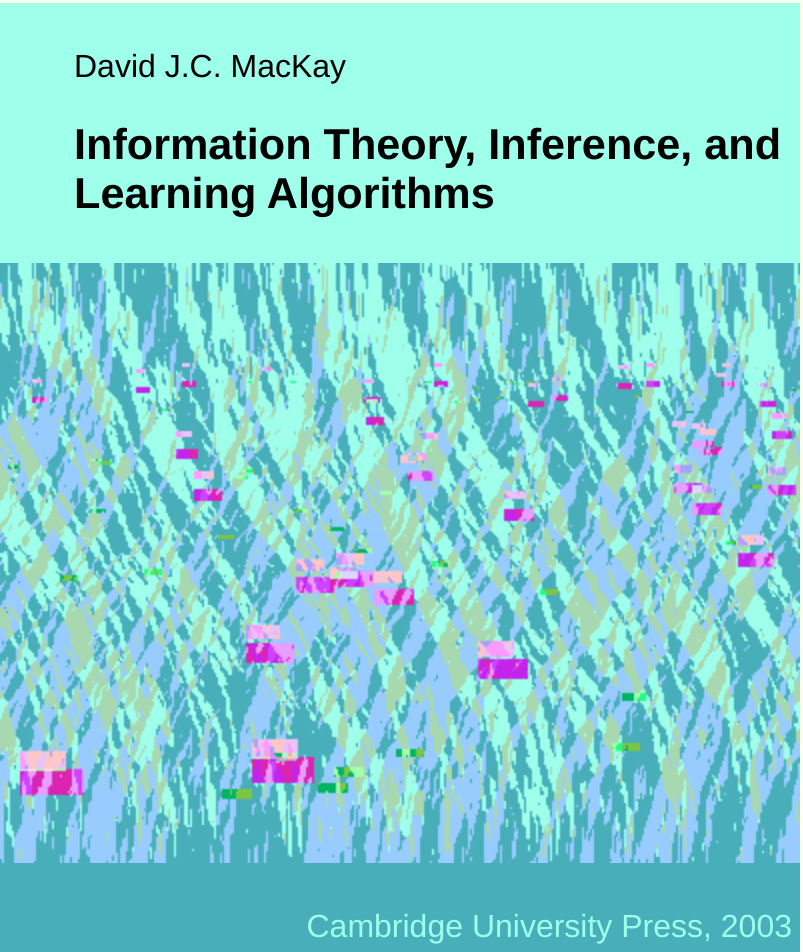 David J.C. MacKay
Information Theory, Inference, and
Learning Algorithms
Cambridge University Press, 2003